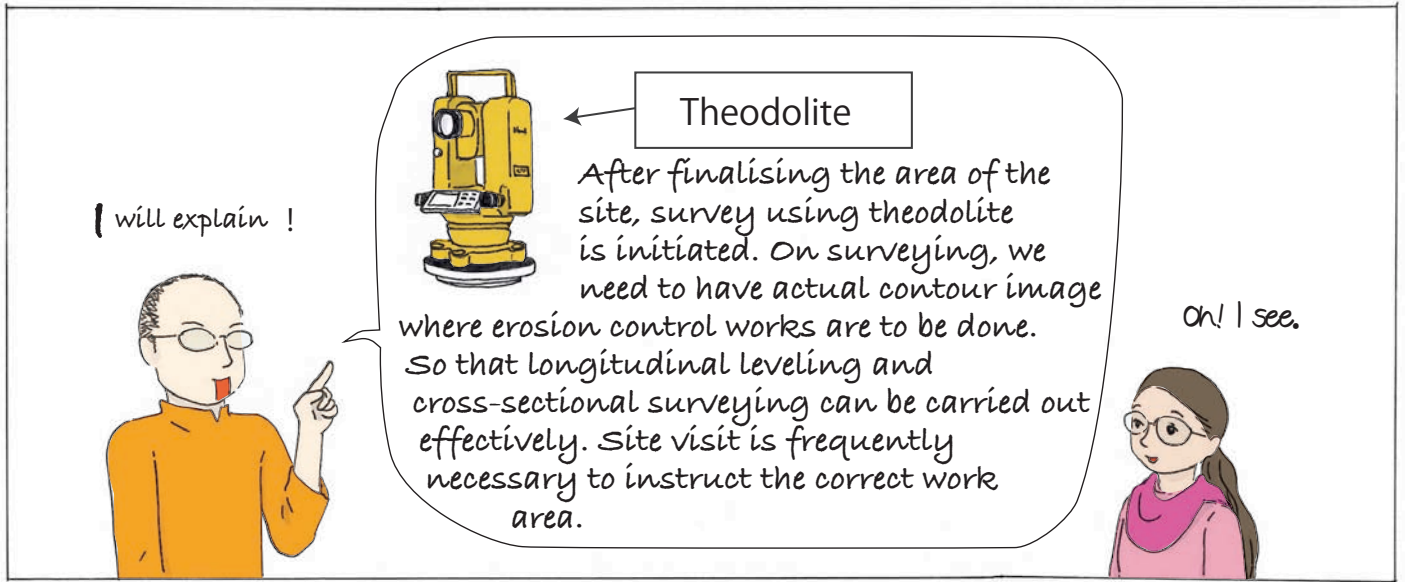 I will explain !
Theodolite
After finalising the area of the
site, survey using theodolite
is initiated. On surveying, we
need to have actual contour image
where erosion control works are to be done.
So that longitudinal leveling and
cross-sectional surveying can be carried out
effectively. Site visit is frequently
necessary to instruct the correct work
area.
Oh! I see.